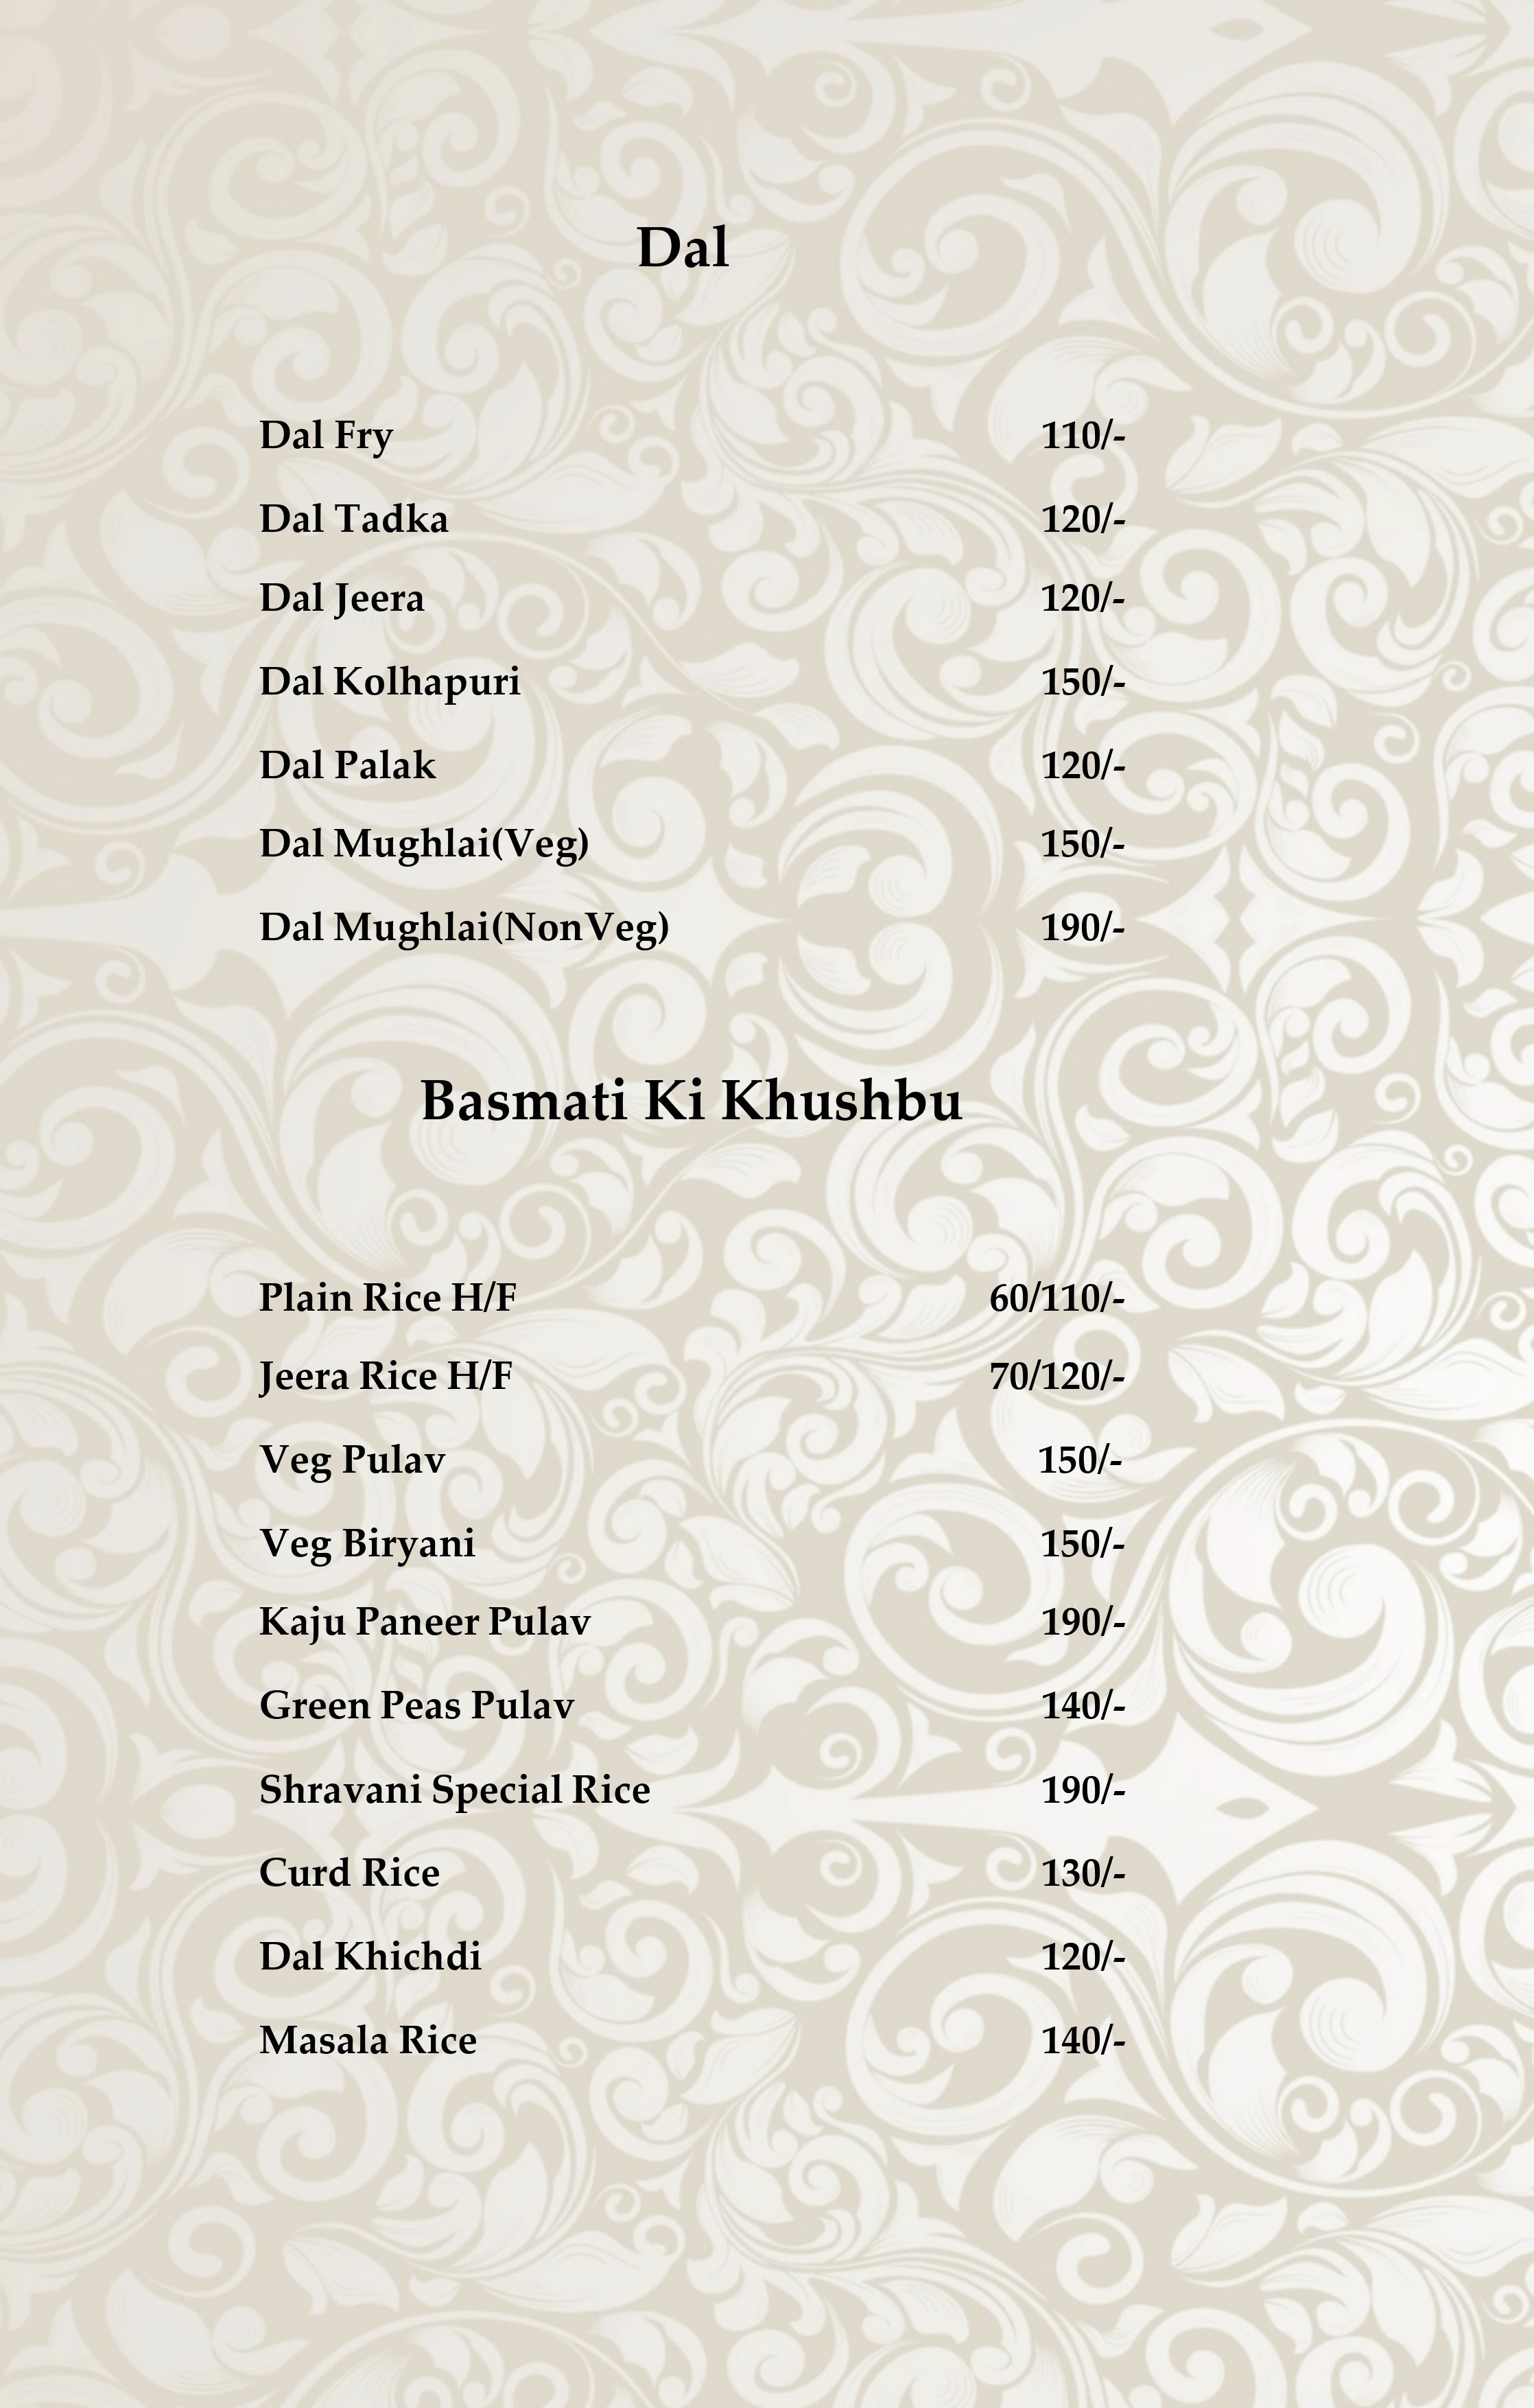 Dal
Dal Fry 110/-
Dal Tadka 120/-
Dal Jeera 120/-
Dal Kolhapuri 150/-
Dal Palak 120/-
Dal Mughlai(Veg) 150/-
Dal Mughlai(NonVeg) 190/-
Basmati Ki Khushbu
Plain Rice H/F 60/110/-
Jeera Rice H/F 70/120/-
Veg Pulav 150/-
Veg Biryani 150/-
Kaju Paneer Pulav 190/-
Green Peas Pulav 140/-
Shravani Special Rice 190/-
Curd Rice 130/-
Dal Khichdi 120/-
Masala Rice 140/-